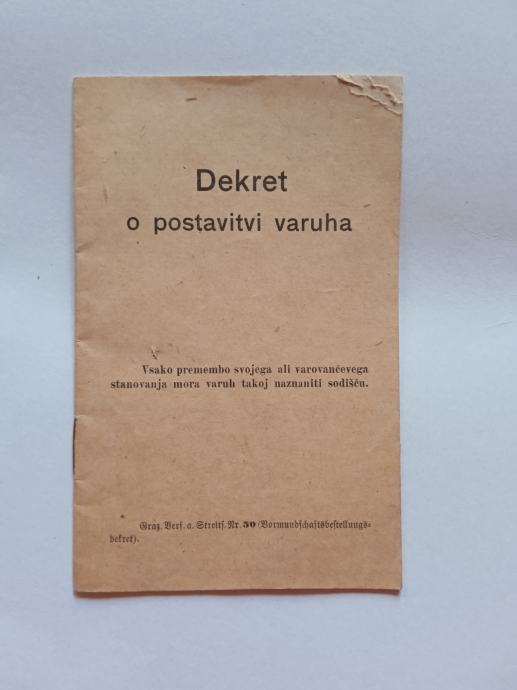 Dekret
o postavitvi varuha
Vsako premembo svojega ali varovančevega
stanovanja mora varuh takoj naznaniti sodišču.
Graz. Verf. a. Streitf. Nr. 50 (Vormundschaftsbestellungs-
dekret).